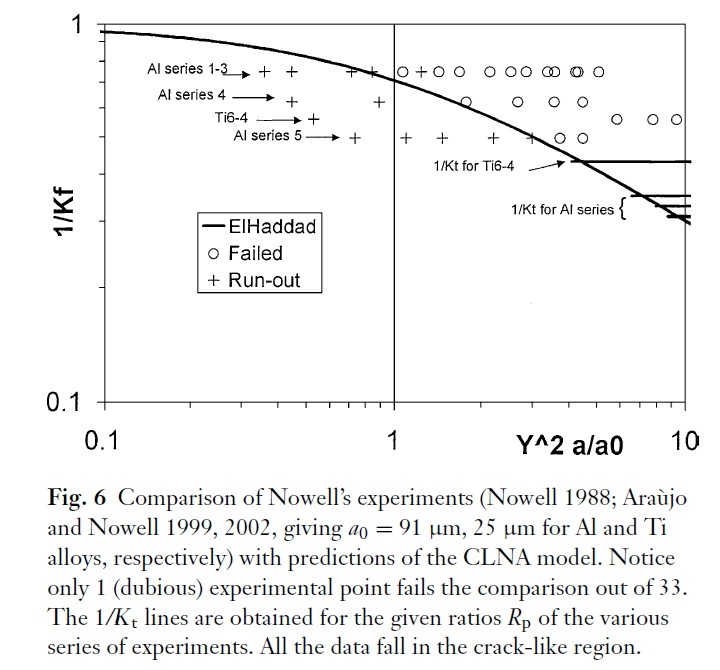 1
Al series 1-3
Al series 4
Ti6-4
Al series 5
1/Kt for Ti6-4
1/Kt for Al series {
1/Kf
ElHaddad
Failed
Run-out
0.1
0.1
1
Y^2 a/a0
10
Fig. 6 Comparison of Nowell’s experiments (Nowell 1988; Araùjo
and Nowell 1999, 2002, giving a0 = 91 μm, 25 μm for Al and Ti
alloys, respectively) with predictions of the CLNA model. Notice
only 1 (dubious) experimental point fails the comparison out of 33.
The 1/Kt lines are obtained for the given ratios Rp of the various
series of experiments. All the data fall in the crack-like region.